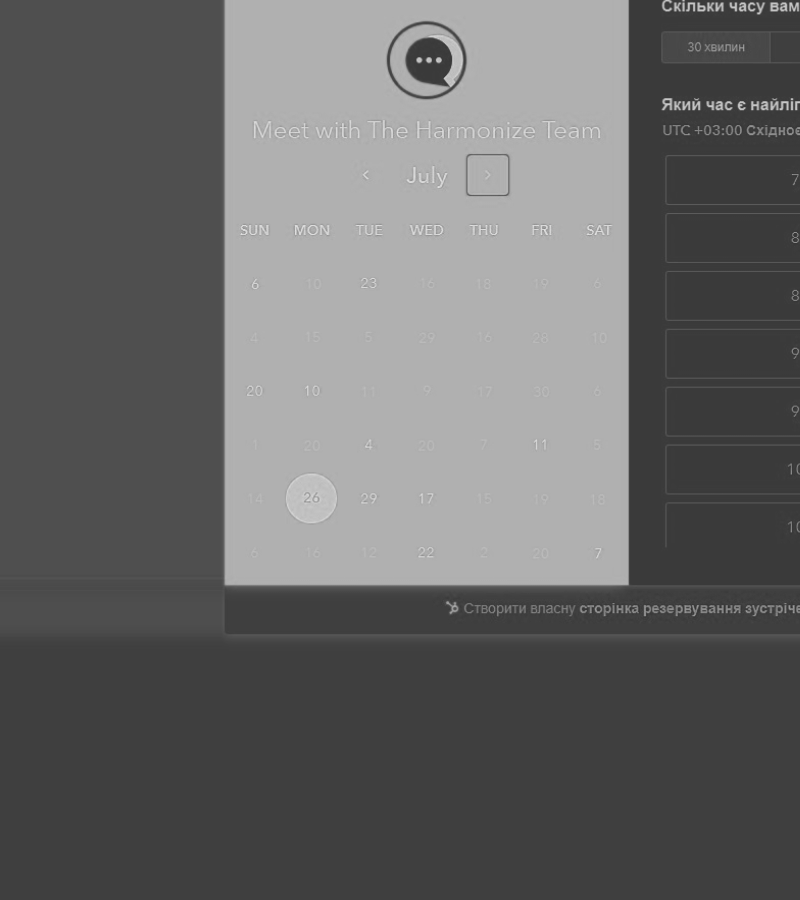 Скільки часу вам
30 хвилин
Meet with The Harmonize Team
Який час є найліп
UTC +03:00 Східноє
July
SUN MON TUE WED THU FRI SAT
6 10 23 16 18 19 6
4 15 5 29 16 28 10
20 10 11 9 17 30 6
1 20 4 20 7 11 5
14 26 29 17 15 19 18
6 16 12 22 2 20 7
7
8
8
9
9
10
10
Створити власну сторінка резервування зустріче